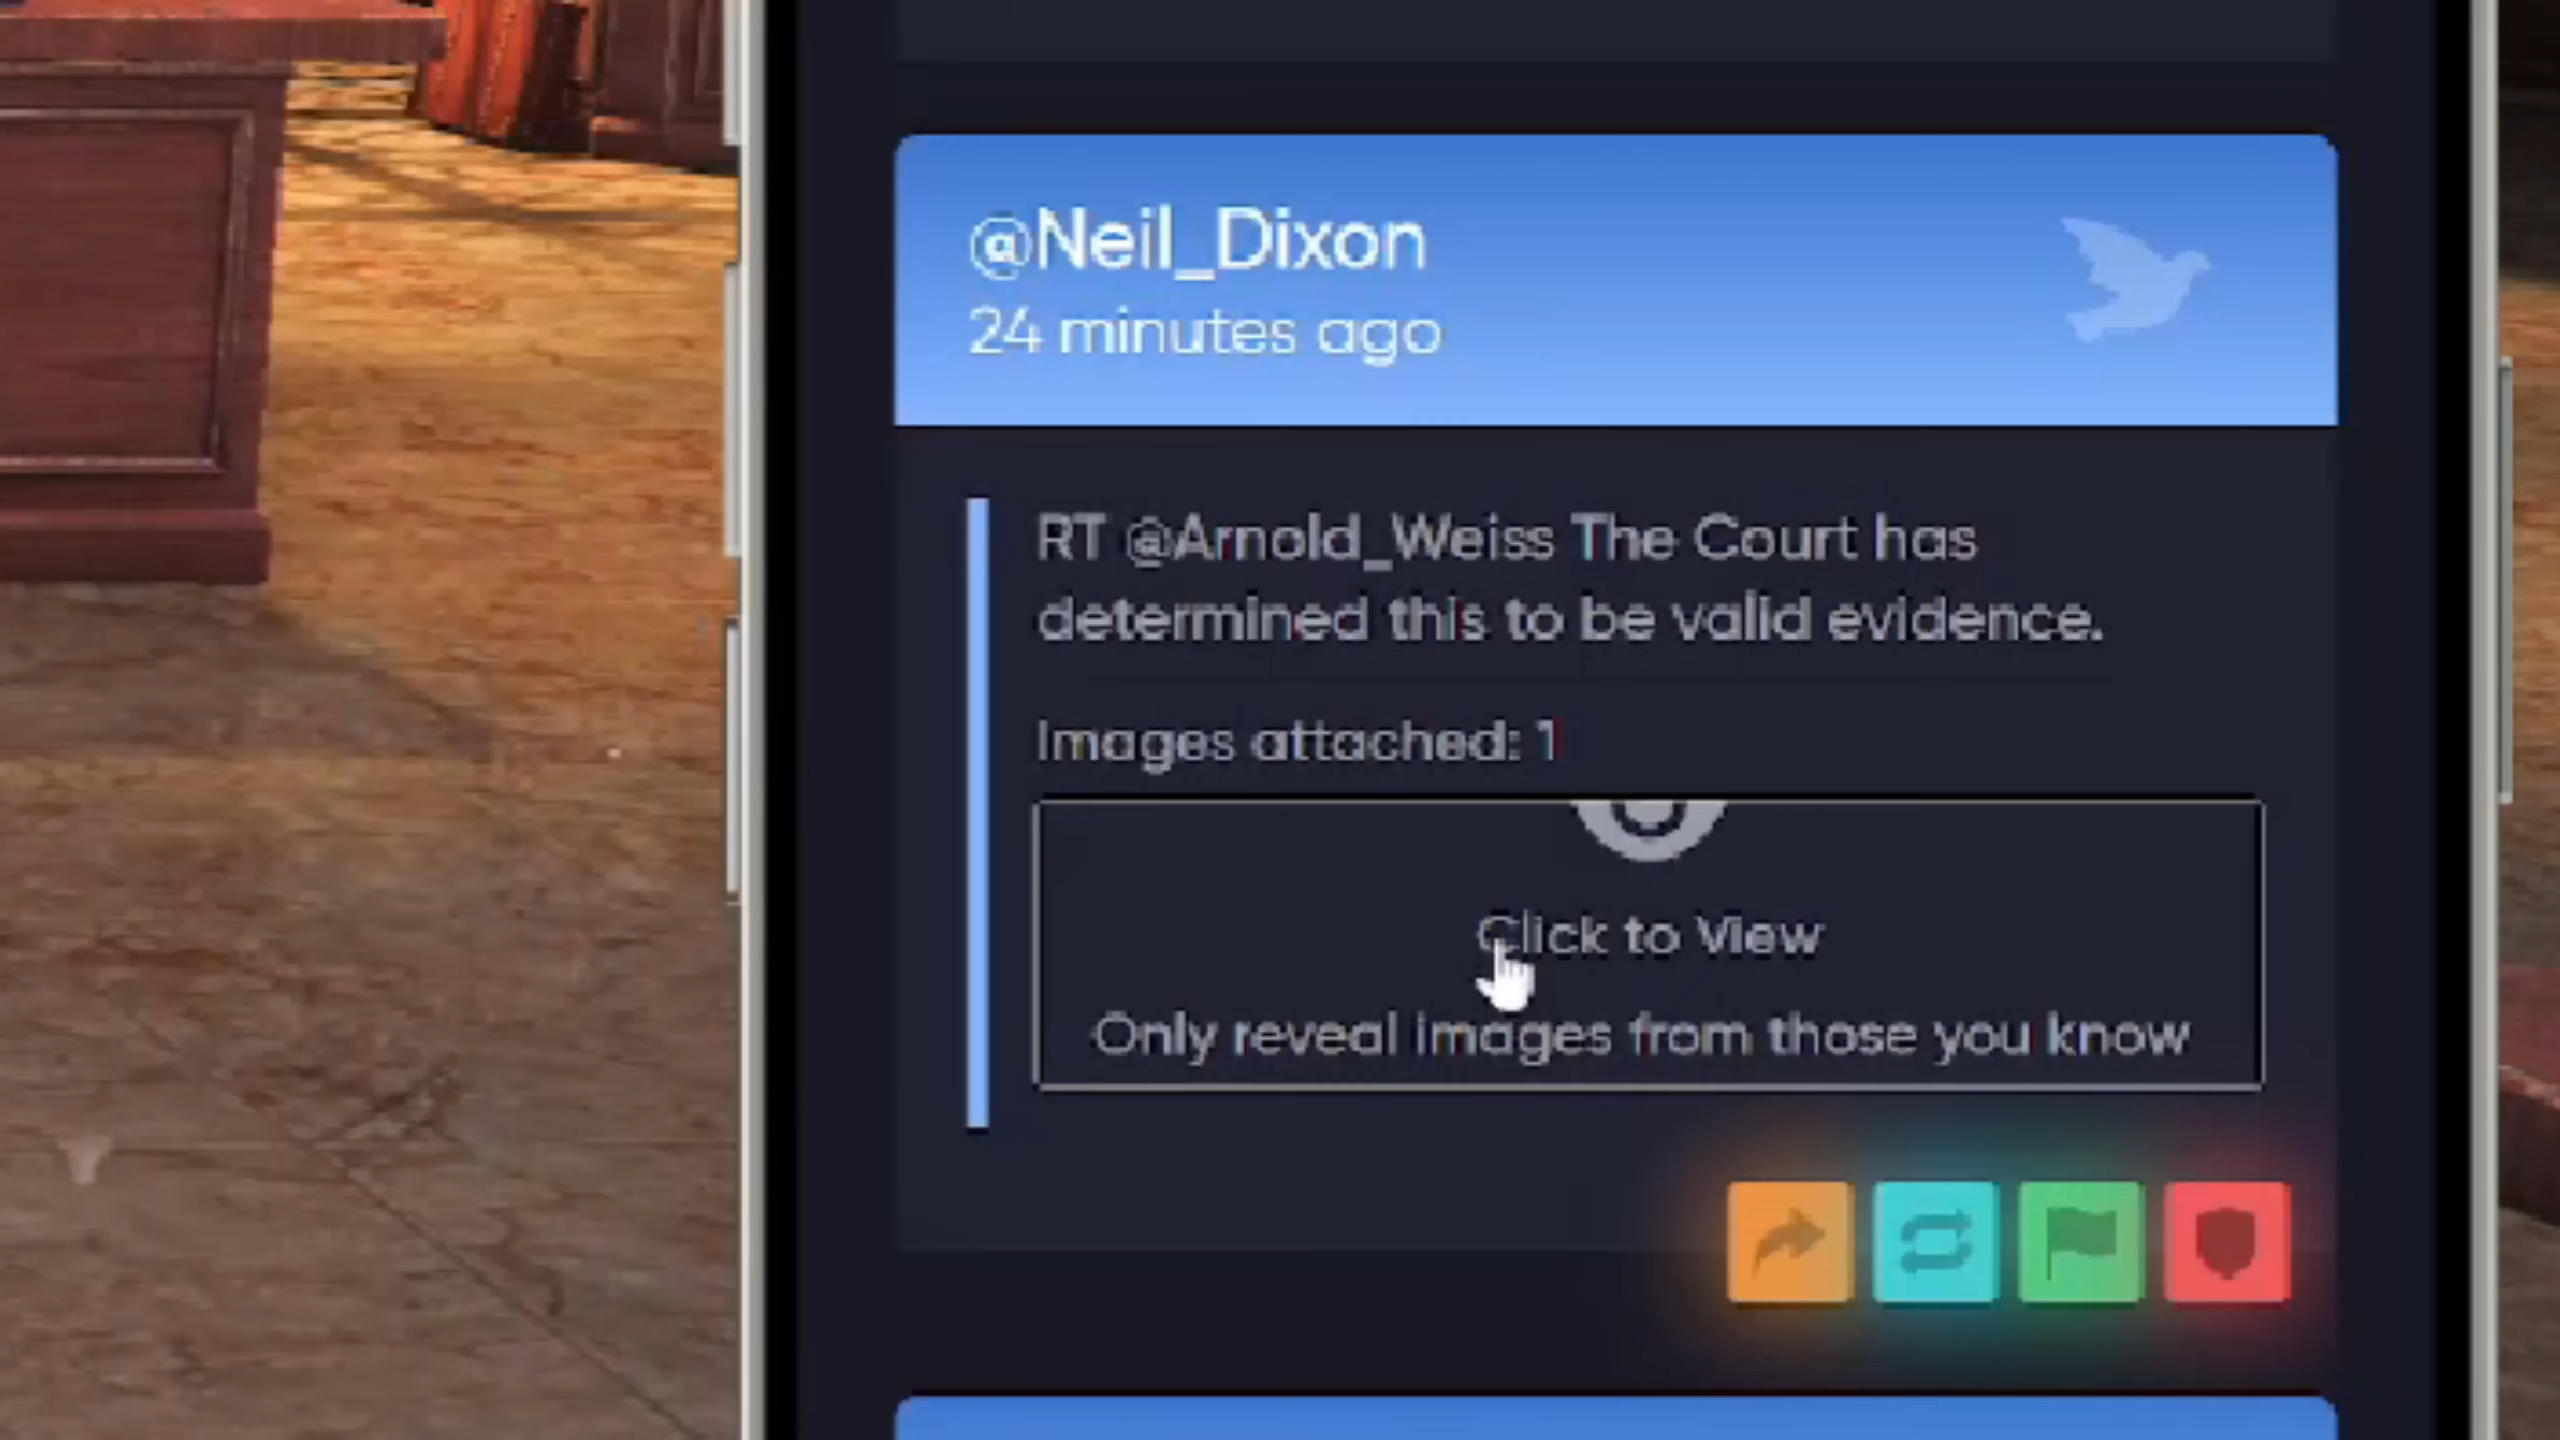 @Neil_Dixon
24 minutes ago
RT @Arnold_Weiss The Court has
determined this to be valid evidence.
Images attached: 1
Click to View
Only reveal images from those you know